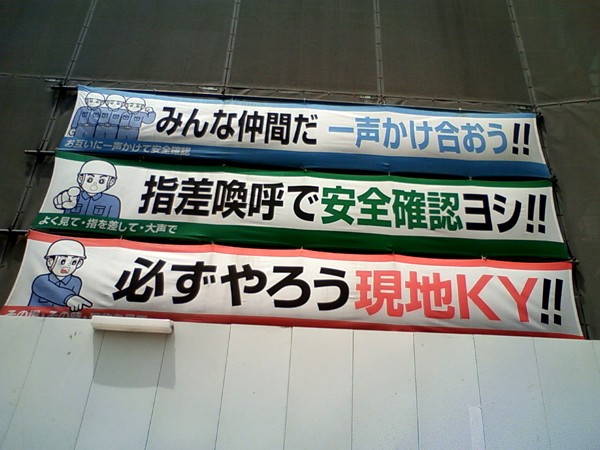 みんな仲間だ 一声かけ合おう!!
お互いに一声かけて安全確認
指差喚呼で安全確認ヨシ!!
よく見て・指を差して・大声で
必ずやろう現地KY!!